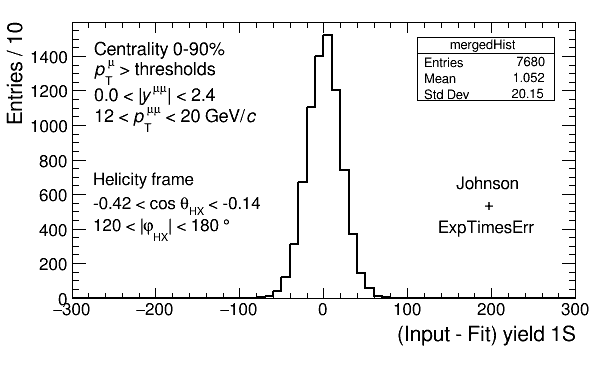 Centrality 0-90%
p_T^μ > thresholds
0.0 < |y^μμ| < 2.4
12 < p_T^μμ < 20 GeV/c
Helicity frame
-0.42 < cos θ_HX < -0.14
120 < |φ_HX| < 180 °
mergedHist
Entries 7680
Mean 1.052
Std Dev 20.15
Johnson
+
ExpTimesErr
Entries / 10
1400
1200
1000
800
600
400
200
0
−300 −200 −100 0 100 200 300
(Input - Fit) yield 1S